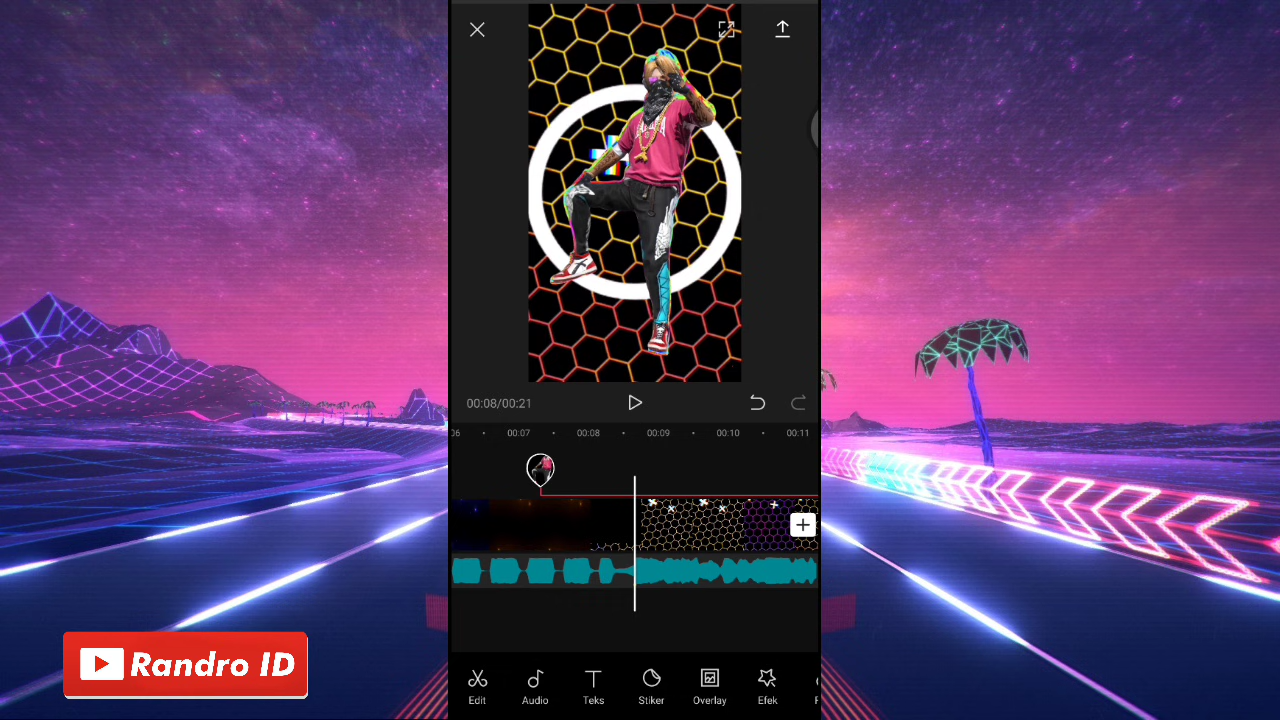 00:08/00:21
06
00:07
00:08
00:09
00:10
00:11
Randro ID
Edit
Audio
Teks
Stiker
Overlay
Efek